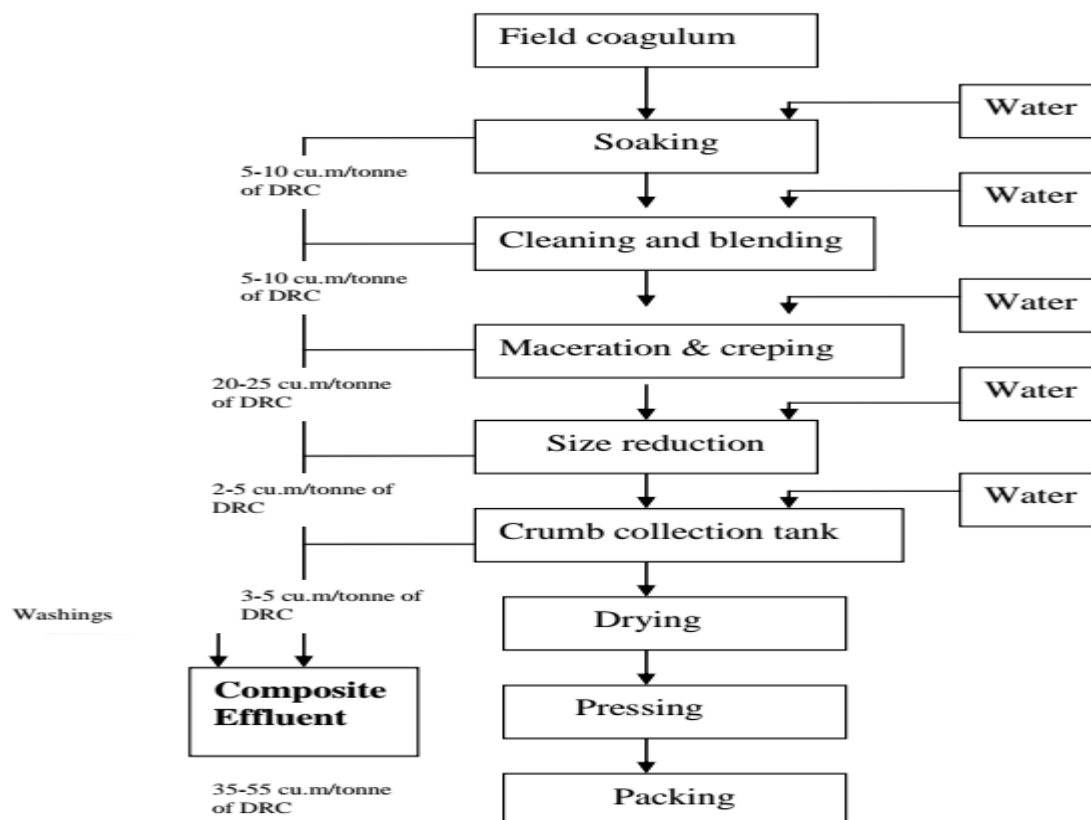 Field coagulum
Water
Soaking
5-10 cu.m/tonne
of DRC
Water
Cleaning and blending
5-10 cu.m/tonne
of DRC
Water
Maceration & creping
20-25 cu.m/tonne
of DRC
Water
Size reduction
2-5 cu.m/tonne of
DRC
Water
Crumb collection tank
3-5 cu.m/tonne of
DRC
Washings
Drying
Composite
Effluent
Pressing
35-55 cu.m/tonne
of DRC
Packing